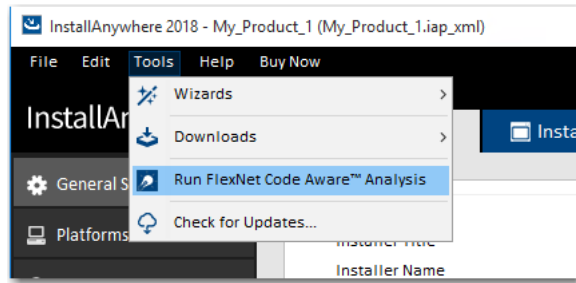 InstallAnywhere 2018 - My_Product_1 (My_Product_1.iap_xml)
File Edit Tools Help Buy Now
Wizards
InstallAr
Downloads
Insta
Run FlexNet Code Aware™ Analysis
General S
Check for Updates...
Platforms
Installer Title
Installer Name